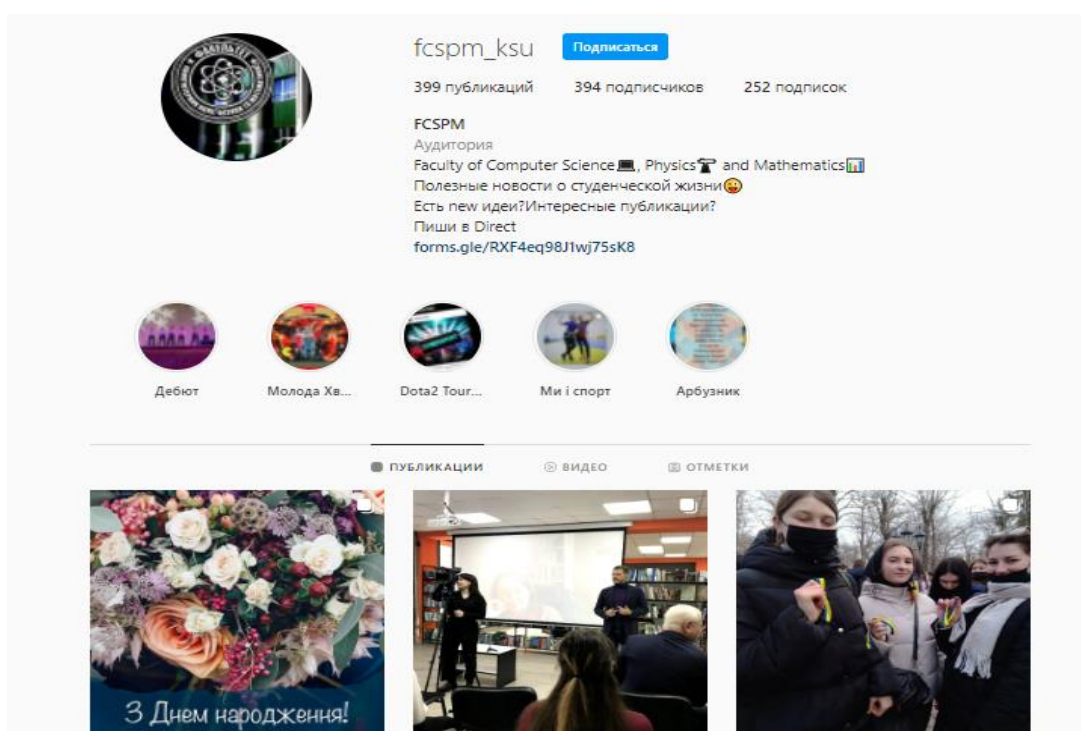 fcspm_ksu Подписаться
399 публикаций 394 подписчиков 252 подписок
FCSPM
Аудитория
Faculty of Computer Science💻, Physics🔭 and Mathematics📊
Полезные новости о студенческой жизни😜
Есть new идеи?Интересные публикации?
Пиши в Direct
forms.gle/RXF4eq98J1wj75sK8
Дебют Молода Хв... Dota2 Tour... Ми і спорт Арбузник
ПУБЛИКАЦИИ ВИДЕО ОТМЕТКИ
З Днем народження!